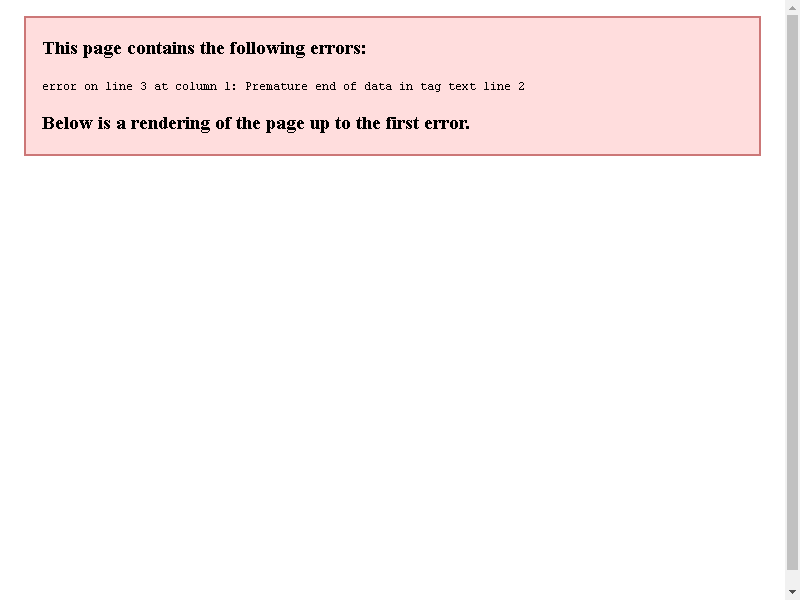 This page contains the following errors:
error on line 3 at column 1: Premature end of data in tag text line 2
Below is a rendering of the page up to the first error.